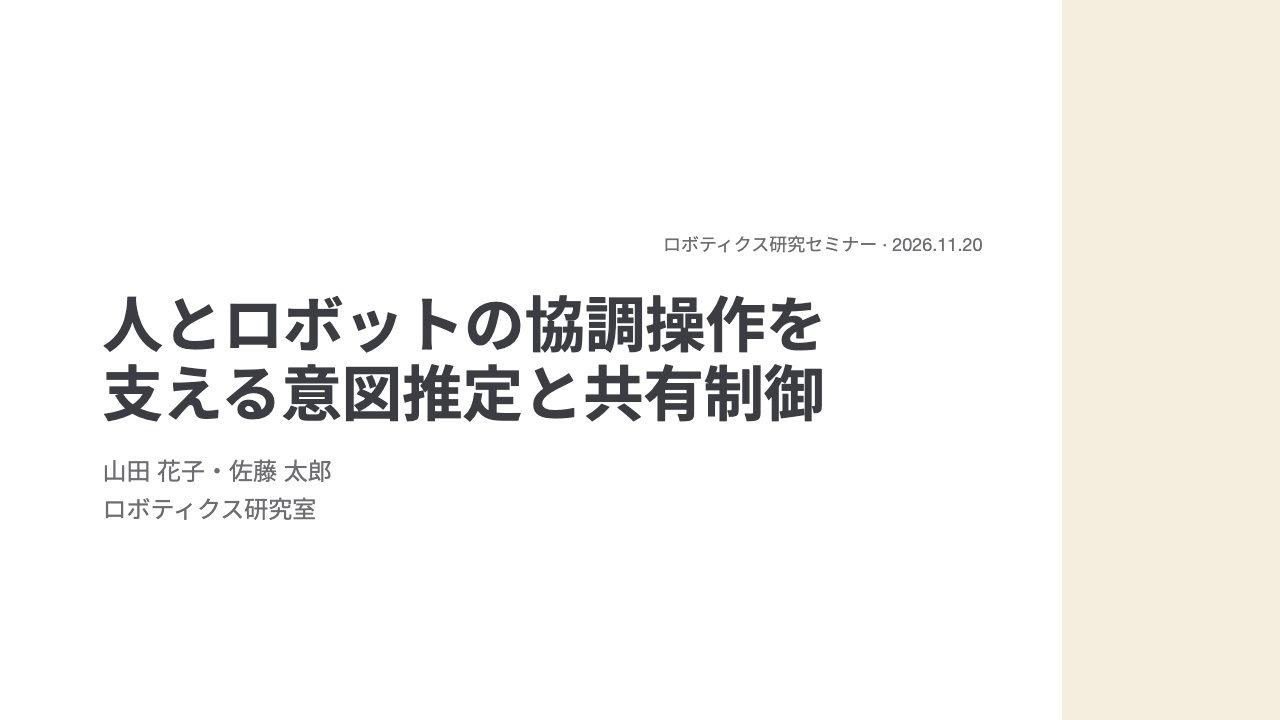 ロボティクス研究セミナー · 2026.11.20
人とロボットの協調操作を
支える意図推定と共有制御
山田 花子・佐藤 太郎
ロボティクス研究室